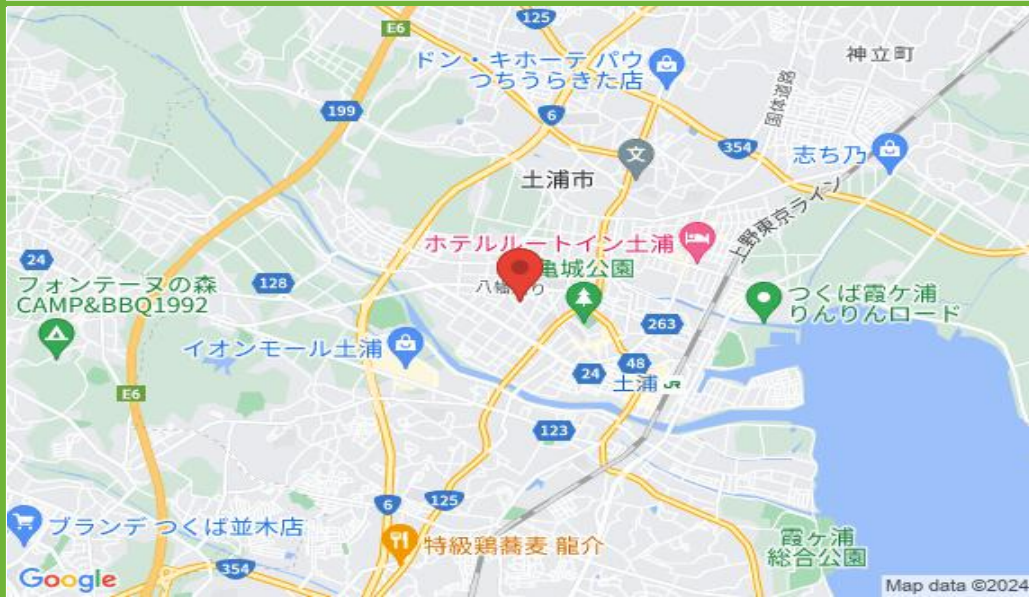 125
E6
ドン・キホーテ パウ
つちうらきた店
神立町
国体道路
199
6
354
志ち乃
文
土浦市
上野東京ライン
ホテルルートイン土浦
24
フォンテーヌの森
CAMP&BBQ1992
128
亀城公園
つくば霞ケ浦
りんりんロード
263
イオンモール土浦
48
24
土浦 JR
E6
123
6
125
ブランデ つくば並木店
特級鶏蕎麦 龍介
霞ヶ浦
総合公園
354
Google
Map data ©2024